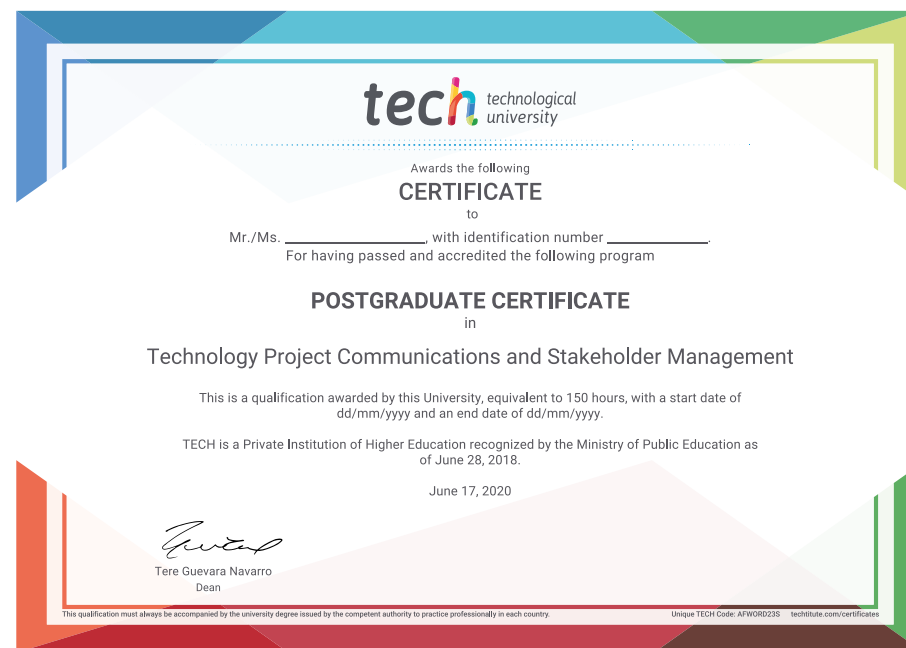 tech technological
university
Awards the following
CERTIFICATE
to
Mr./Ms. ____________________, with identification number ______________.
For having passed and accredited the following program
POSTGRADUATE CERTIFICATE
in
Technology Project Communications and Stakeholder Management
This is a qualification awarded by this University, equivalent to 150 hours, with a start date of
dd/mm/yyyy and an end date of dd/mm/yyyy.
TECH is a Private Institution of Higher Education recognized by the Ministry of Public Education as
of June 28, 2018.
June 17, 2020
Tere Guevara Navarro
Dean
This qualification must always be accompanied by the university degree issued by the competent authority to practice professionally in each country.
Unique TECH Code: AFWORD23S techtitute.com/certificates